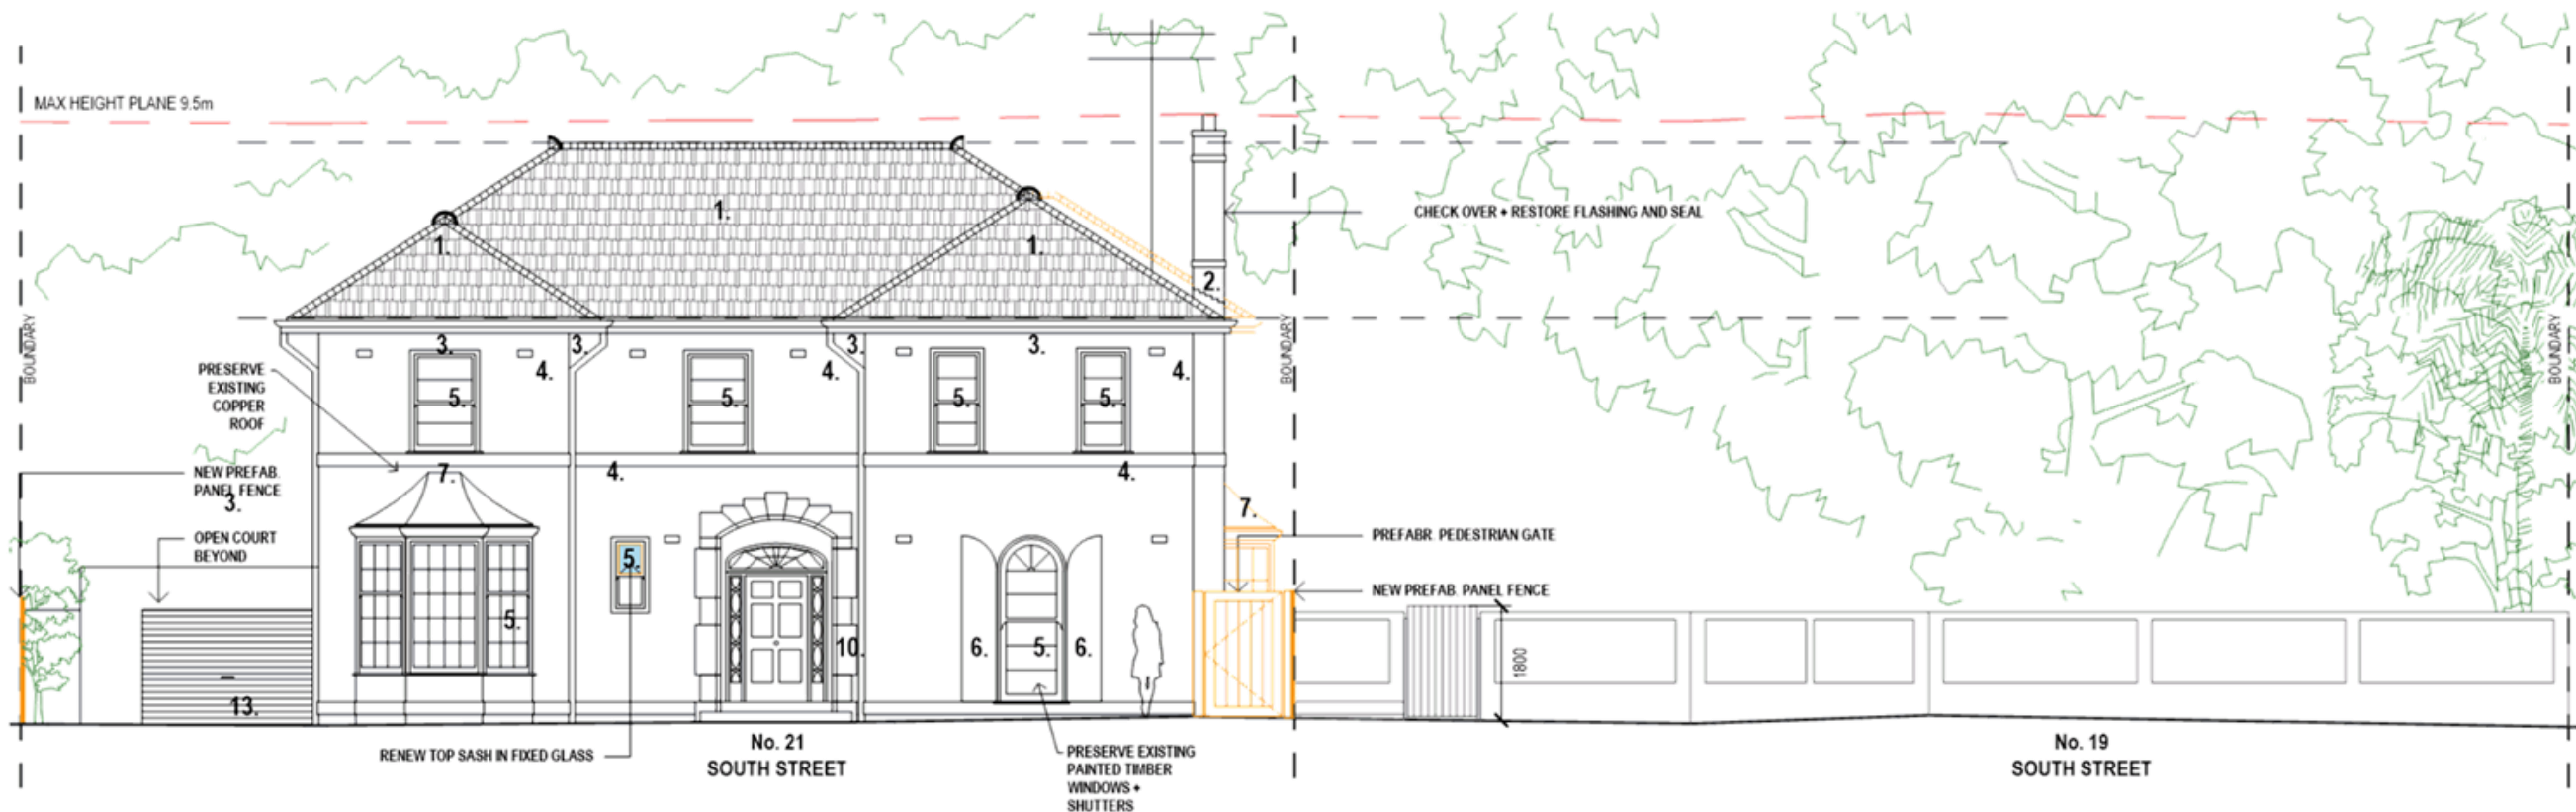 MAX HEIGHT PLANE 9.5m
1.
1.
1.
CHECK OVER + RESTORE FLASHING AND SEAL
2.
BOUNDARY
BOUNDARY
BOUNDARY
3.
3.
3.
3.
4.
4.
4.
PRESERVE
EXISTING
COPPER
ROOF
5.
5.
5.
5.
NEW PREFAB.
PANEL FENCE
3.
7.
4.
4.
7.
OPEN COURT
BEYOND
5.
PREFABR. PEDESTRIAN GATE
NEW PREFAB. PANEL FENCE
5.
10.
6.
5.
6.
1800
13.
RENEW TOP SASH IN FIXED GLASS
No. 21
SOUTH STREET
PRESERVE EXISTING
PAINTED TIMBER
WINDOWS +
SHUTTERS
No. 19
SOUTH STREET